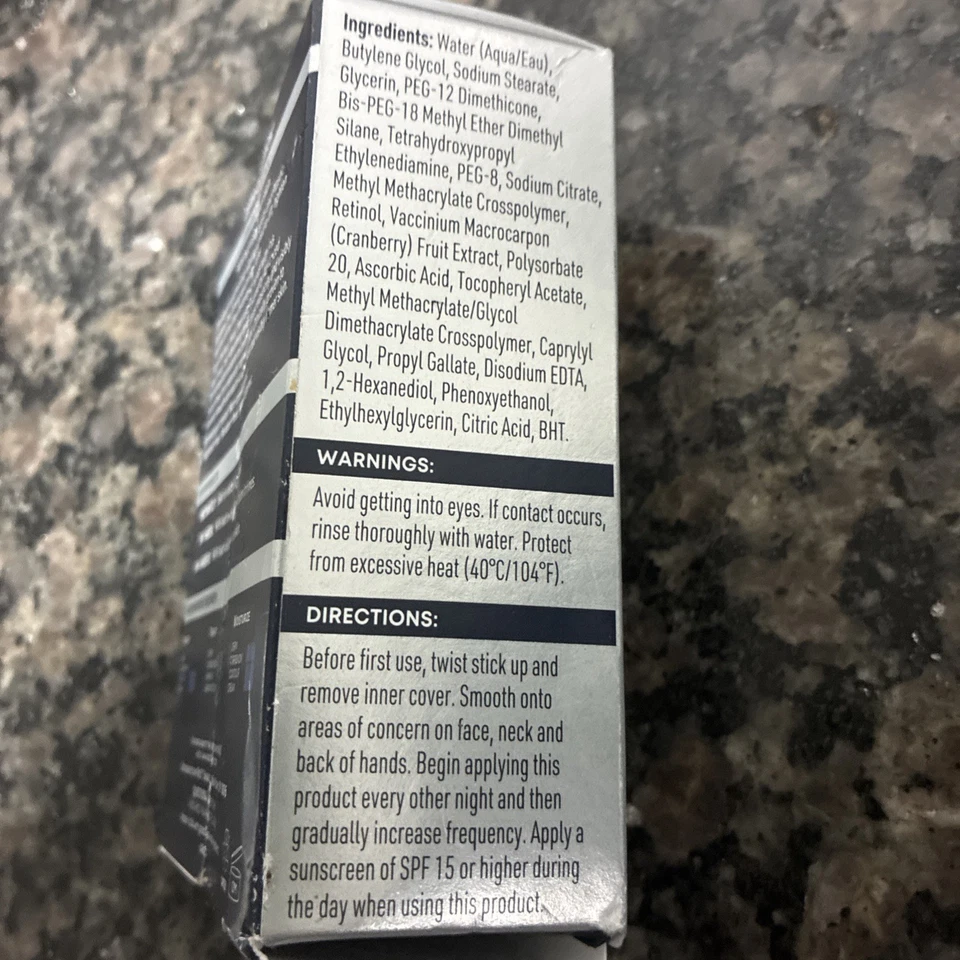 Ingredients: Water (Aqua/Eau),
Butylene Glycol, Sodium Stearate,
Glycerin, PEG-12 Dimethicone,
Bis-PEG-18 Methyl Ether Dimethyl
Silane, Tetrahydroxypropyl
Ethylenediamine, PEG-8, Sodium Citrate,
Methyl Methacrylate Crosspolymer,
Retinol, Vaccinium Macrocarpon
(Cranberry) Fruit Extract, Polysorbate
20, Ascorbic Acid, Tocopheryl Acetate,
Methyl Methacrylate/Glycol
Dimethacrylate Crosspolymer, Caprylyl
Glycol, Propyl Gallate, Disodium EDTA,
1,2-Hexanediol, Phenoxyethanol,
Ethylhexylglycerin, Citric Acid, BHT.
WARNINGS:
Avoid getting into eyes. If contact occurs,
rinse thoroughly with water. Protect
from excessive heat (40°C/104°F).
DIRECTIONS:
Before first use, twist stick up and
remove inner cover. Smooth onto
areas of concern on face, neck and
back of hands. Begin applying this
product every other night and then
gradually increase frequency. Apply a
sunscreen of SPF 15 or higher during
the day when using this product.
MOISTURIZE